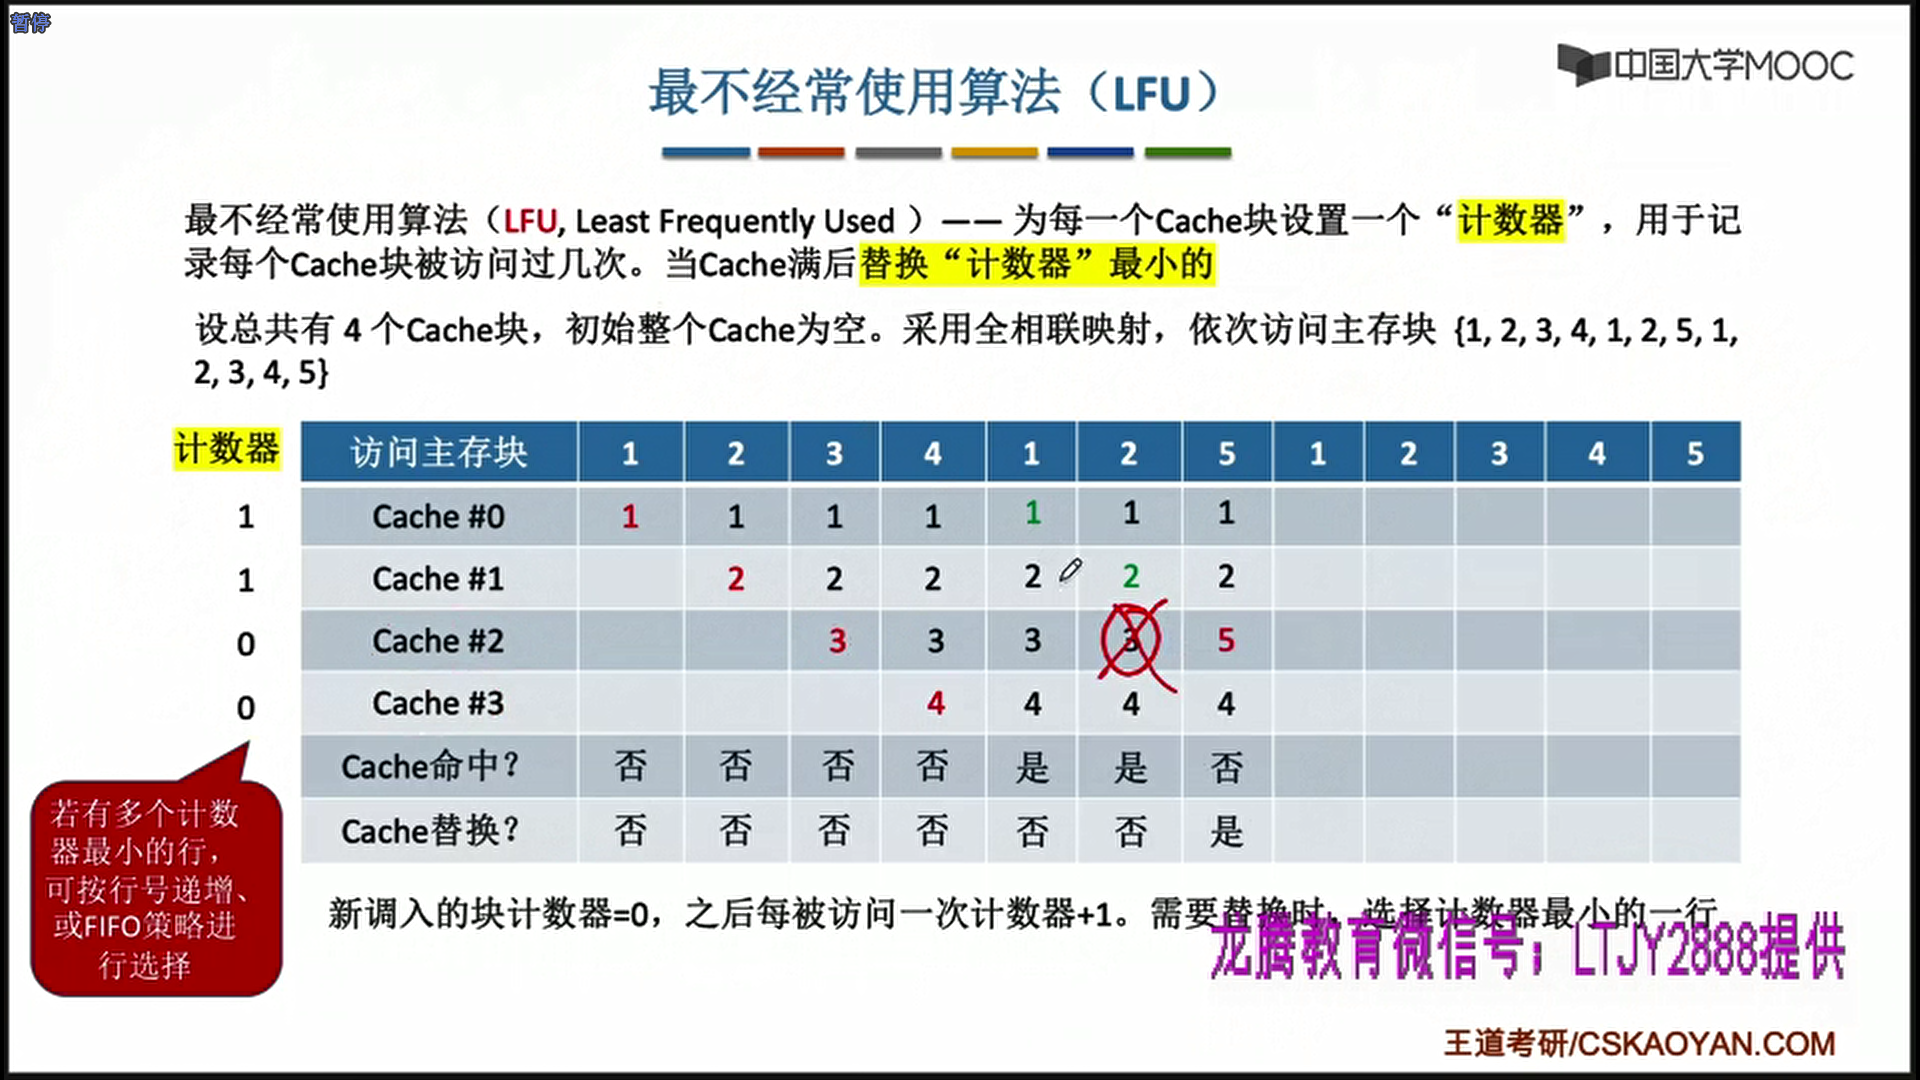 暂停
中国大学MOOC
最不经常使用算法（LFU）
最不经常使用算法（LFU, Least Frequently Used ）—— 为每一个Cache块设置一个“计数器”，用于记
录每个Cache块被访问过几次。当Cache满后替换“计数器”最小的
设总共有 4 个Cache块，初始整个Cache为空。采用全相联映射，依次访问主存块 {1, 2, 3, 4, 1, 2, 5, 1,
2, 3, 4, 5}
计数器 访问主存块 1 2 3 4 1 2 5 1 2 3 4 5
1 Cache #0 1 1 1 1 1 1 1
1 Cache #1 2 2 2 2 2 2
0 Cache #2 3 3 3 3 5
0 Cache #3 4 4 4 4
Cache命中？ 否 否 否 否 是 是 否
Cache替换？ 否 否 否 否 否 否 是
若有多个计数
器最小的行，
可按行号递增、
或FIFO策略进
行选择
新调入的块计数器=0，之后每被访问一次计数器+1。需要替换时，选择计数器最小的一行
龙腾教育微信号；LTJY2888提供
王道考研/CSKAOYAN.COM